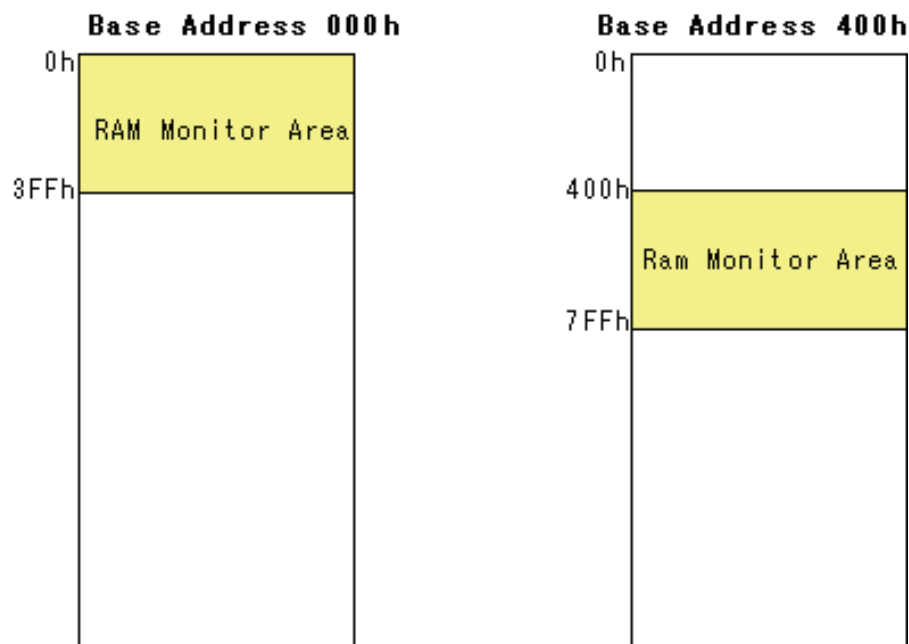 Base Address 000h
0h
RAM Monitor Area
3FFh
Base Address 400h
0h
400h
Ram Monitor Area
7FFh